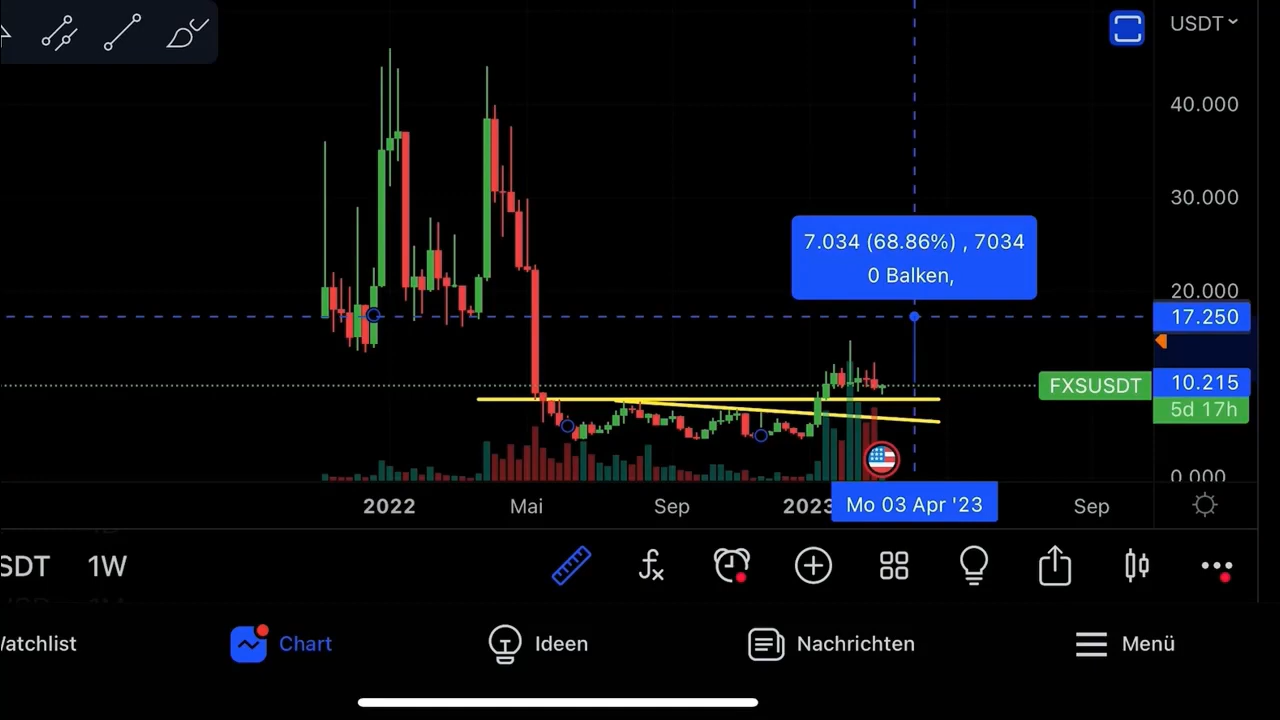 USDT
40.000
30.000
7.034 (68.86%) , 7034
0 Balken,
20.000
17.250
FXSUSDT
10.215
5d 17h
0.000
2022
Mai
Sep
2023
Mo 03 Apr '23
Sep
SDT
1W
Watchlist
Chart
Ideen
Nachrichten
Menü